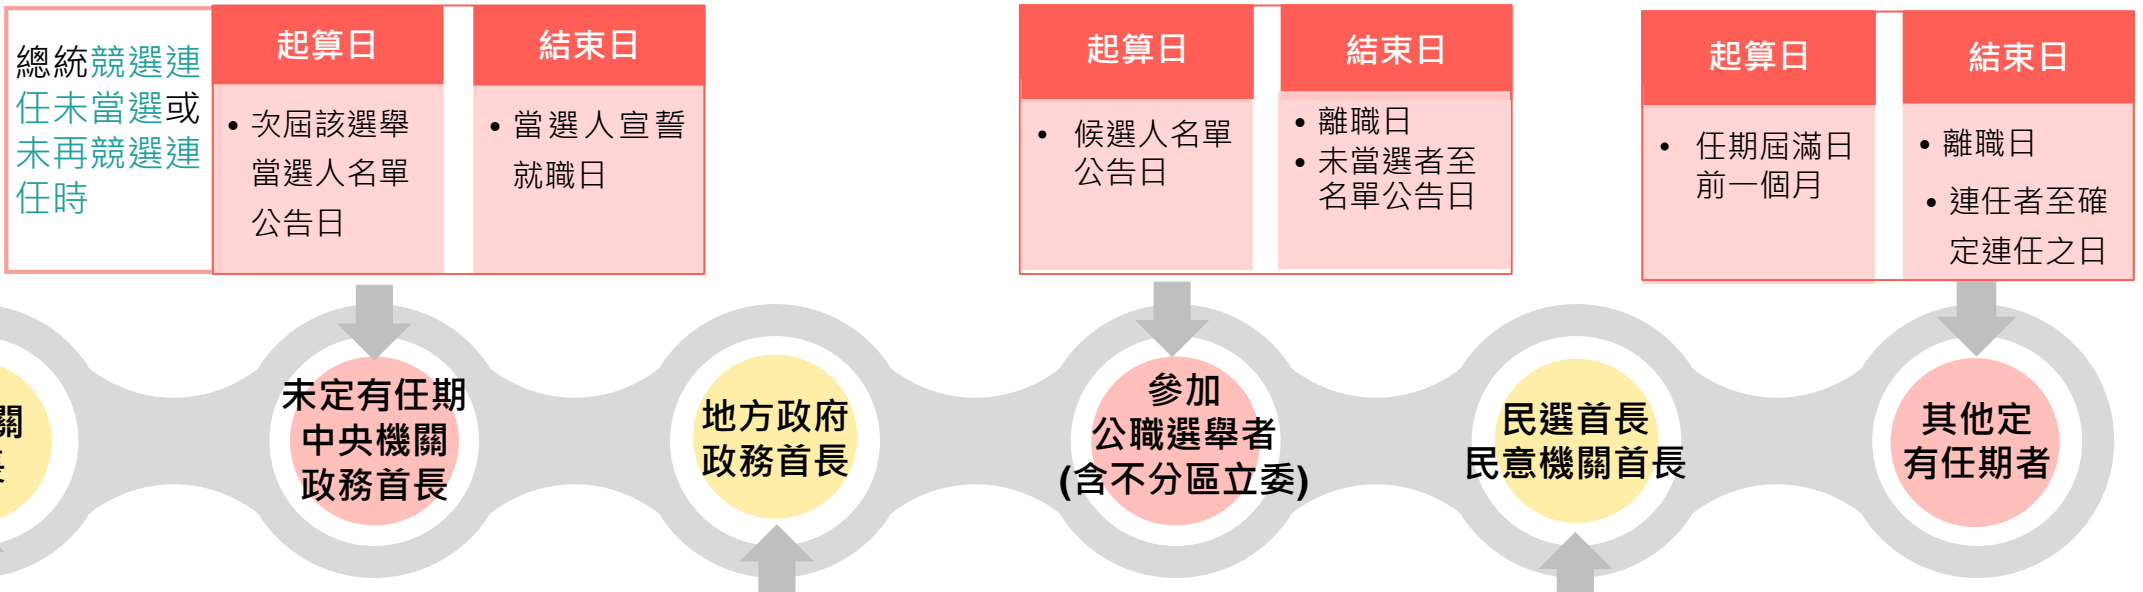 總統競選連
任未當選或
未再競選連
任時
起算日
• 次屆該選舉
當選人名單
公告日
結束日
• 當選人宣誓
就職日
起算日
• 候選人名單
公告日
結束日
• 離職日
• 未當選者至
名單公告日
起算日
• 任期屆滿日
前一個月
結束日
• 離職日
• 連任者至確
定連任之日
關
未定有任期
中央機關
政務首長
地方政府
政務首長
參加
公職選舉者
(含不分區立委)
民選首長
民意機關首長
其他定
有任期者